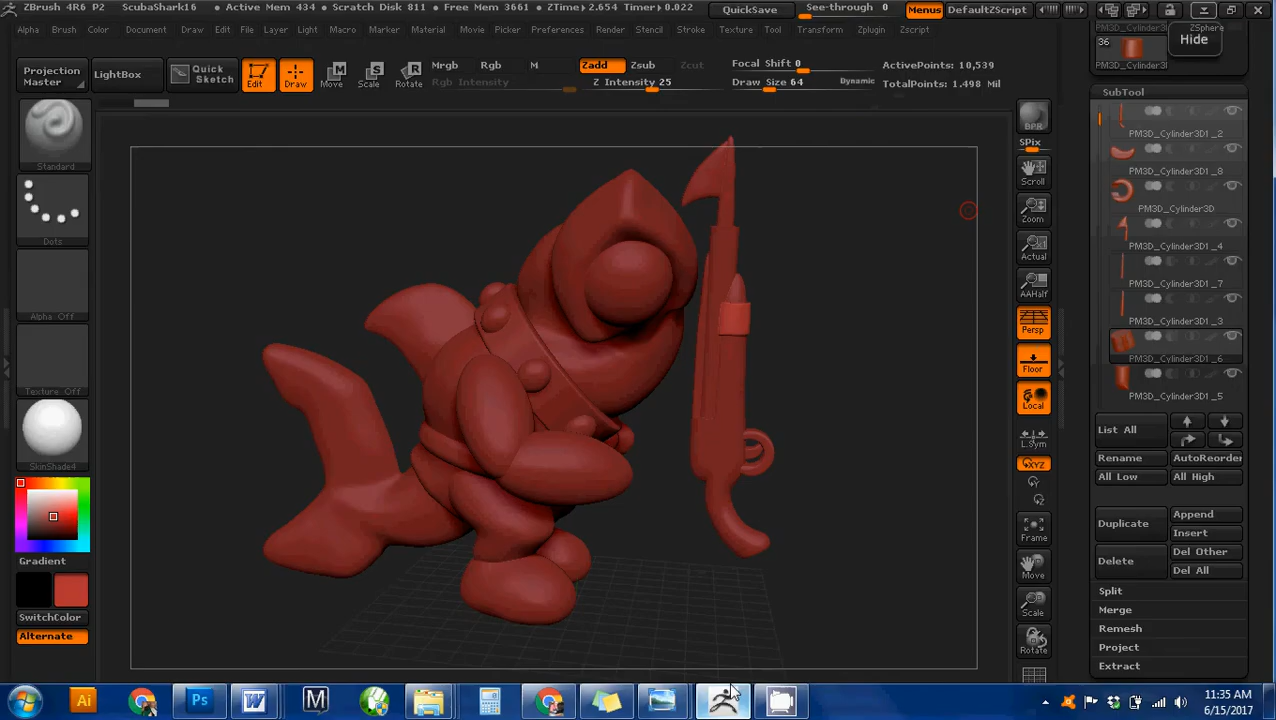 ZBrush 4R6 P2 ScubaShark16 • Active Mem 434 • Scratch Disk 811 • Free Mem 3661 • ZTime▸2.654 Timer▸0.022 QuickSave See-through 0 Menus DefaultZScript
Alpha Brush Color Document Draw Edit File Layer Light Macro Marker Material Movie Picker Preferences Render Stencil Stroke Texture Tool Transform Zplugin Zscript
Projection Master
LightBox
Quick Sketch
Edit
Draw
Move
Scale
Rotate
Mrgb Rgb M
Rgb Intensity
Zadd Zsub Zcut
Z Intensity 25
Focal Shift 0
Draw Size 64 Dynamic
ActivePoints: 10,539
TotalPoints: 1.498 Mil
Standard
Dots
Alpha Off
Texture Off
SkinShade4
Gradient
SwitchColor
Alternate
BPR
SPix
Scroll
Zoom
Actual
AAHalf
Persp
Floor
Local
L.Sym
XYZ
Y
Z
Frame
Move
Scale
Rotate
PM3D_Cylinder3D
ZSphere
Hide
36
PM3D_Cylinder3D
SubTool
PM3D_Cylinder3D1_2
PM3D_Cylinder3D1_8
PM3D_Cylinder3D
PM3D_Cylinder3D1_4
PM3D_Cylinder3D1_7
PM3D_Cylinder3D1_3
PM3D_Cylinder3D1_6
PM3D_Cylinder3D1_5
List All
Rename AutoReorder
All Low All High
Duplicate
Append
Insert
Delete
Del Other
Del All
Split
Merge
Remesh
Project
Extract
Ai
Ps
W
M
11:35 AM
6/15/2017